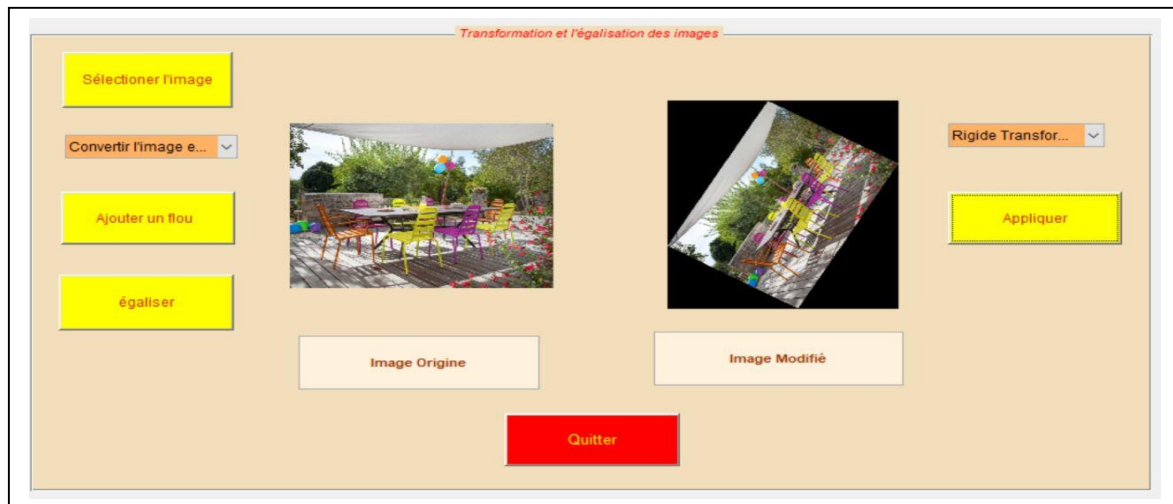 Transformation et l'égalisation des images
Sélectioner l'image
Convertir l'image e...
Rigide Transfor...
Ajouter un flou
Appliquer
égaliser
Image Origine
Image Modifié
Quitter